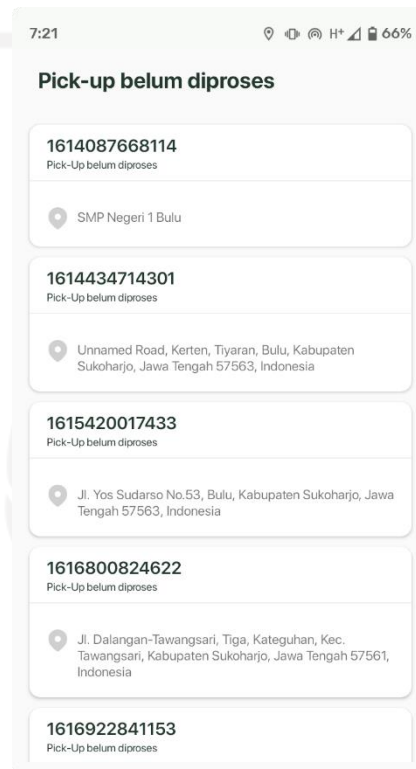 7:21 H+ 66%
Pick-up belum diproses
1614087668114
Pick-Up belum diproses
SMP Negeri 1 Bulu
1614434714301
Pick-Up belum diproses
Unnamed Road, Kerten, Tiyaran, Bulu, Kabupaten
Sukoharjo, Jawa Tengah 57563, Indonesia
1615420017433
Pick-Up belum diproses
Jl. Yos Sudarso No.53, Bulu, Kabupaten Sukoharjo, Jawa
Tengah 57563, Indonesia
1616800824622
Pick-Up belum diproses
Jl. Dalangan-Tawangsari, Tiga, Kateguhan, Kec.
Tawangsari, Kabupaten Sukoharjo, Jawa Tengah 57561,
Indonesia
1616922841153
Pick-Up belum diproses